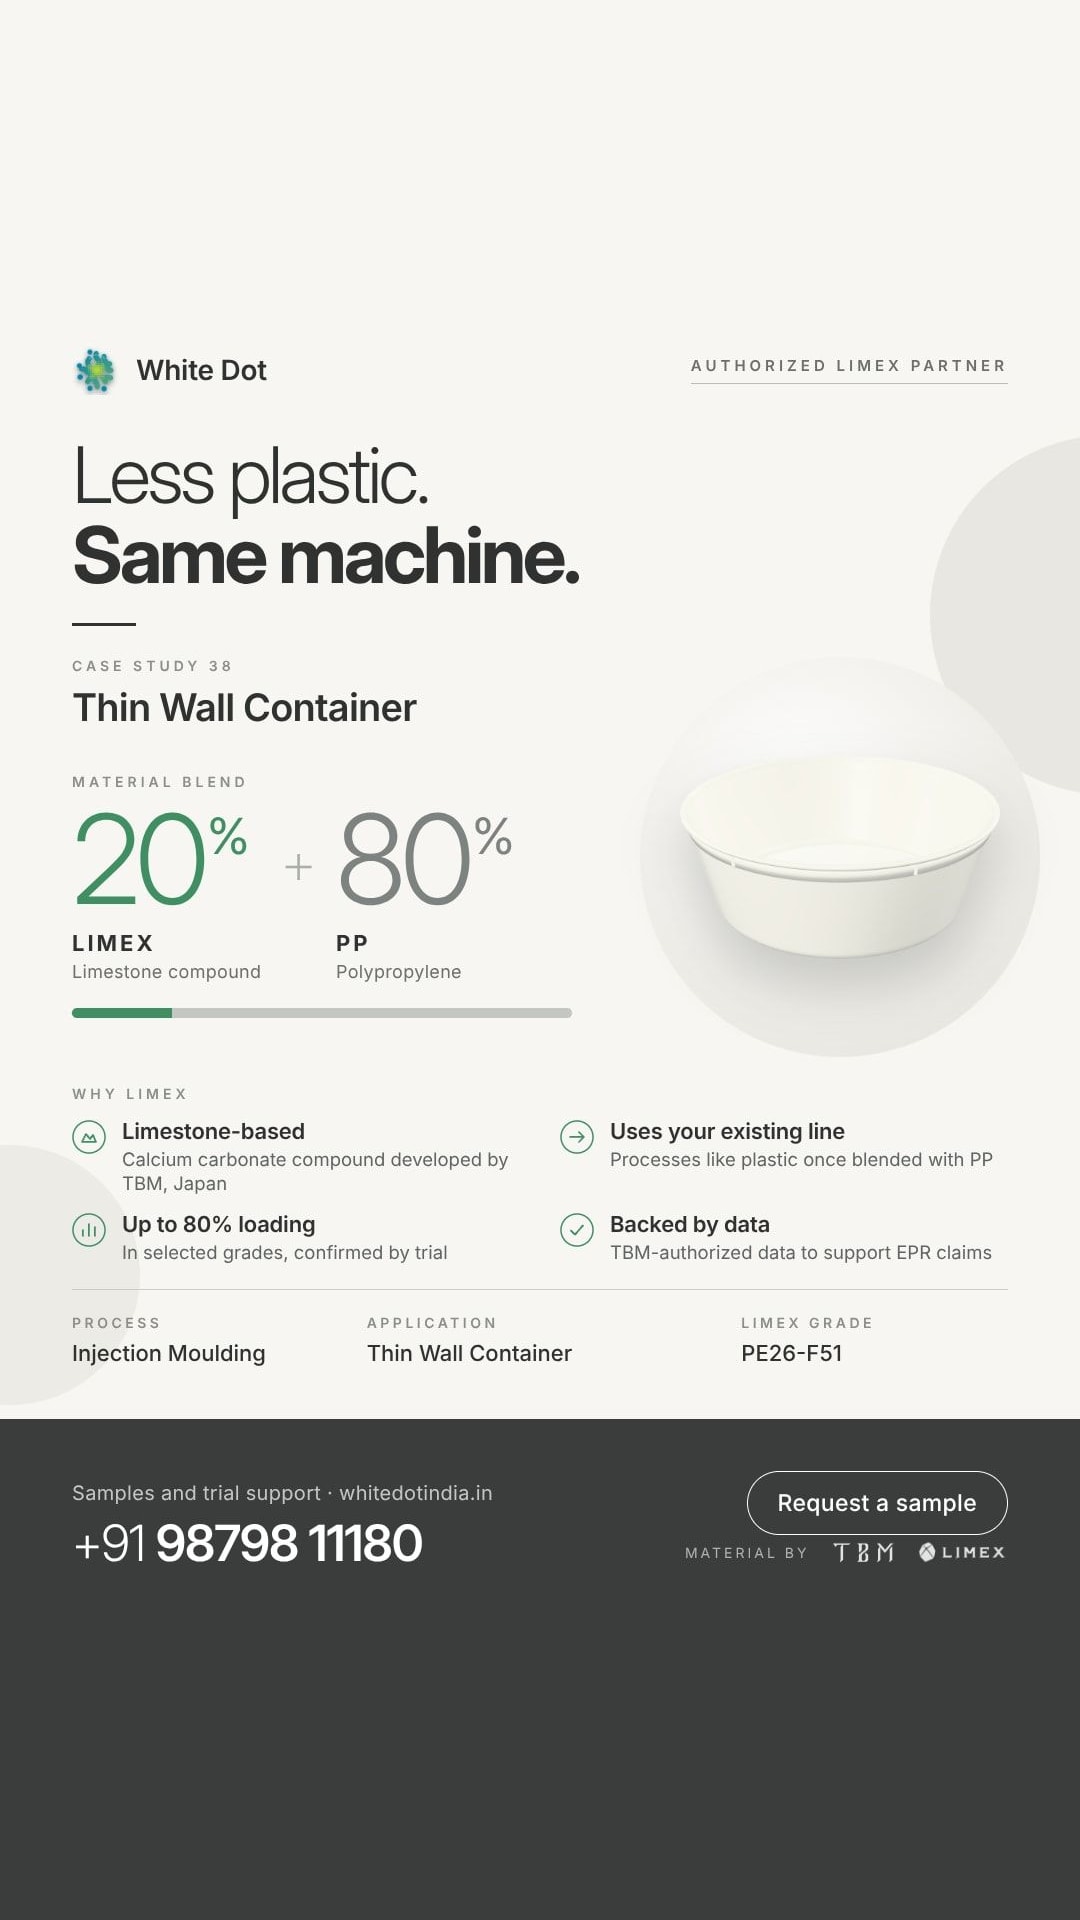 White Dot
AUTHORIZED LIMEX PARTNER
Less plastic.
Same machine.
CASE STUDY 38
Thin Wall Container
MATERIAL BLEND
20% + 80%
LIMEX PP
Limestone compound Polypropylene
WHY LIMEX
Limestone-based
Calcium carbonate compound developed by
TBM, Japan
Uses your existing line
Processes like plastic once blended with PP
Up to 80% loading
In selected grades, confirmed by trial
Backed by data
TBM-authorized data to support EPR claims
PROCESS
Injection Moulding
APPLICATION
Thin Wall Container
LIMEX GRADE
PE26-F51
Samples and trial support · whitedotindia.in
+91 98798 11180
Request a sample
MATERIAL BY TBM LIMEX